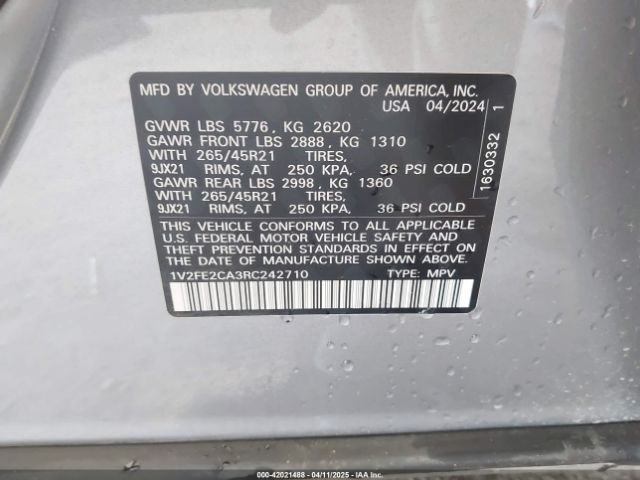 MFD BY VOLKSWAGEN GROUP OF AMERICA, INC.
USA 04/2024
GVWR LBS 5776, KG 2620
GAWR FRONT LBS 2888, KG 1310
WITH 265/45R21 TIRES,
9JX21 RIMS, AT 250 KPA, 36 PSI COLD
GAWR REAR LBS 2998, KG 1360
WITH 265/45R21 TIRES,
9JX21 RIMS, AT 250 KPA, 36 PSI COLD
THIS VEHICLE CONFORMS TO ALL APPLICABLE
U.S. FEDERAL MOTOR VEHICLE SAFETY AND
THEFT PREVENTION STANDARDS IN EFFECT ON
THE DATE OF MANUFACTURE SHOWN ABOVE.
1V2FE2CA3RC242710 TYPE: MPV
1630332 1
000-42021488 - 04/11/2025 - IAAI.COM